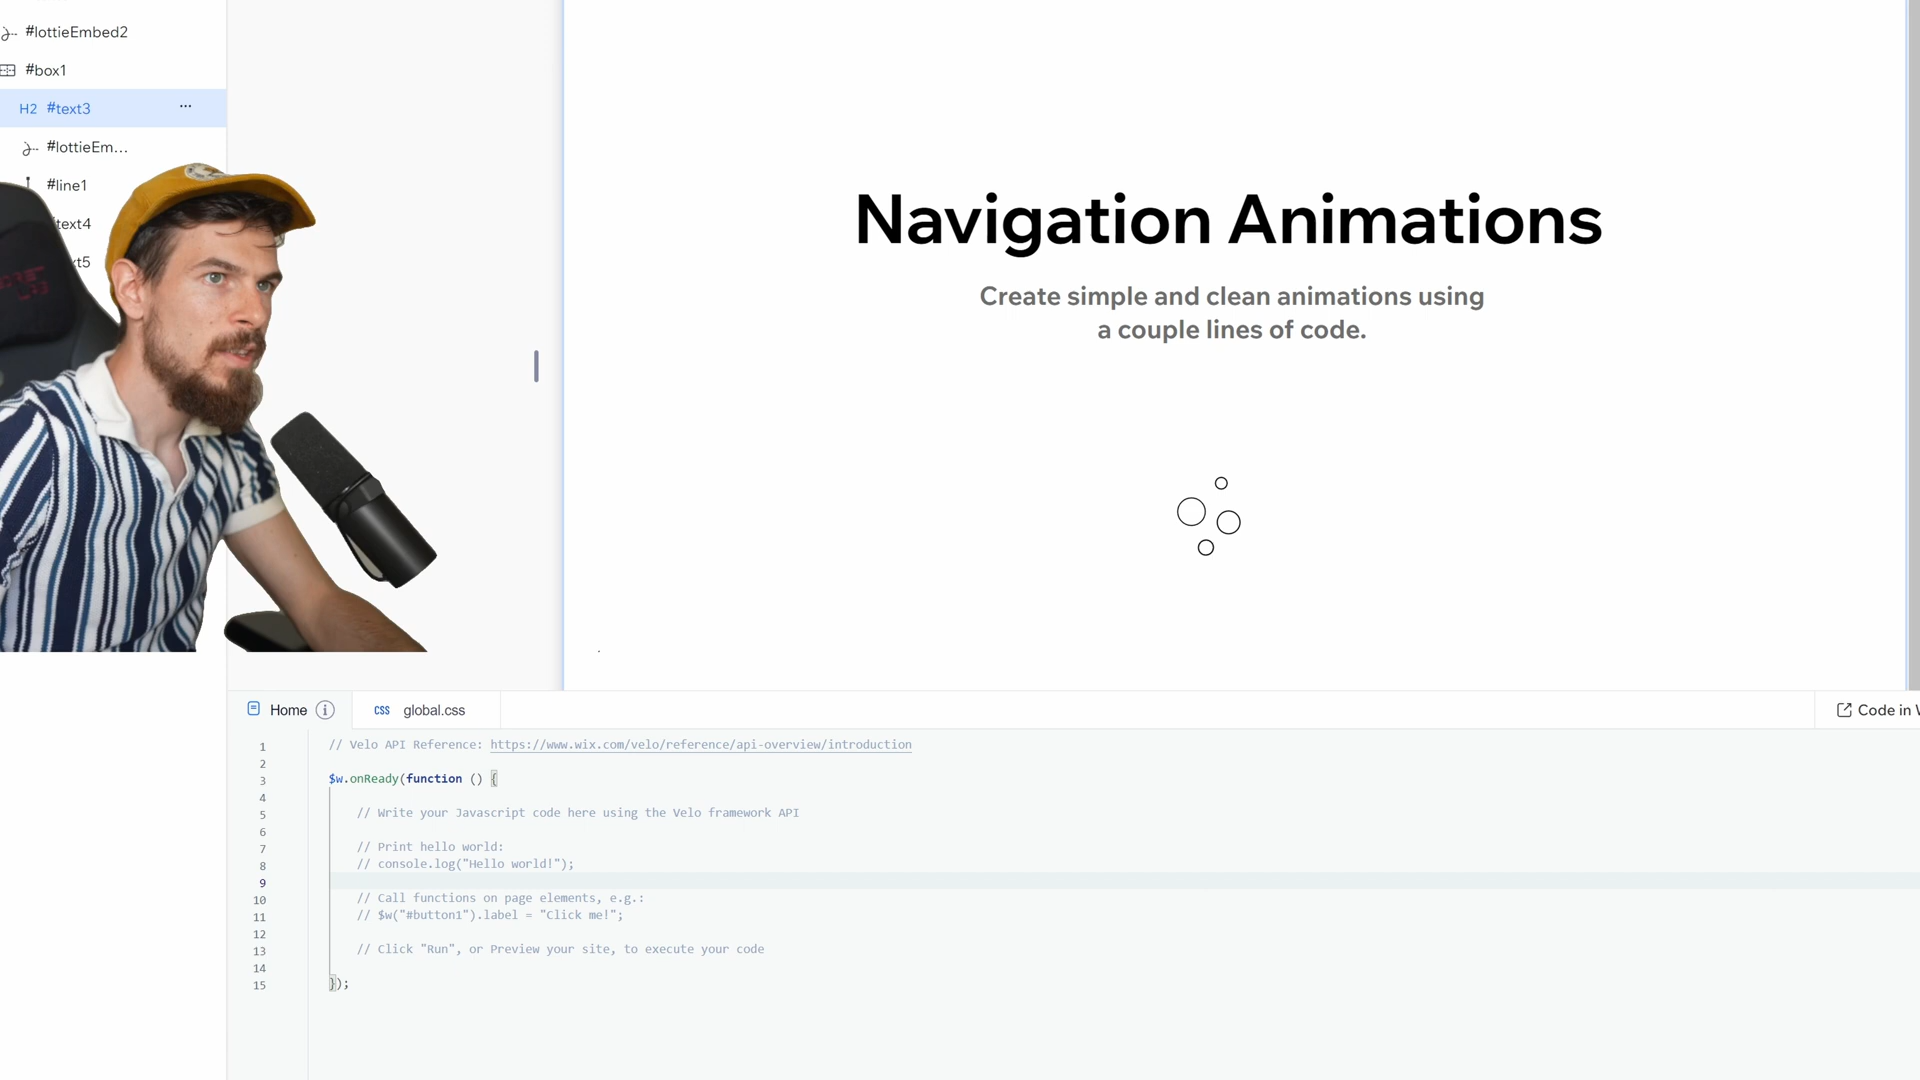 #lottieEmbed2
#box1
H2 #text3 ...
#lottieEm...
#line1
text4
xt5
Navigation Animations
Create simple and clean animations using
a couple lines of code.
Home
CSS global.css
Code in
1 // Velo API Reference: https://www.wix.com/velo/reference/api-overview/introduction
2
3 $w.onReady(function () {
4
5 // Write your Javascript code here using the Velo framework API
6
7 // Print hello world:
8 // console.log("Hello world!");
9
10 // Call functions on page elements, e.g.:
11 // $w("#button1").label = "Click me!";
12
13 // Click "Run", or Preview your site, to execute your code
14
15 });